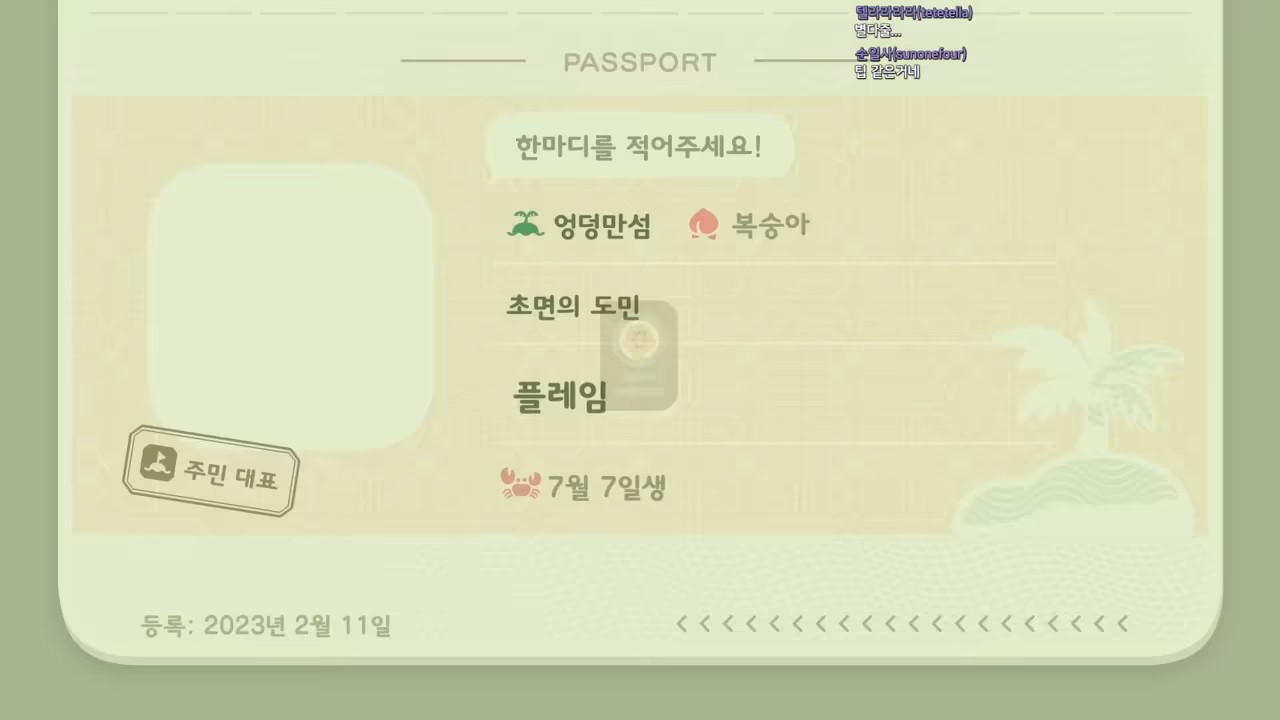 텔라라라라(tetetella)
별다줄...
순일사(sunonefour)
팁 같은거네
PASSPORT
한마디를 적어주세요!
엉덩만섬 복숭아
초면의 도민
플레임
7월 7일생
주민 대표
등록: 2023년 2월 11일
< < < < < < < < < < < < < < < < < < < <